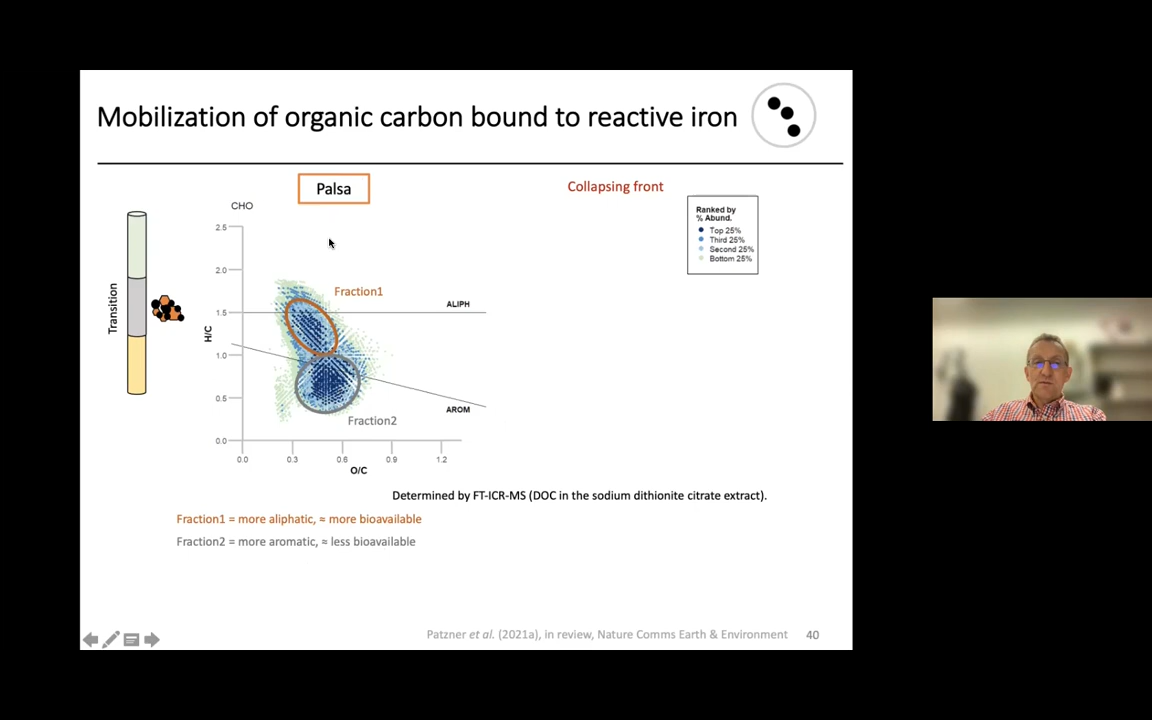 Mobilization of organic carbon bound to reactive iron
Palsa
Collapsing front
CHO
Ranked by
% Abund.
Top 25%
Third 25%
Second 25%
Bottom 25%
2.5
2.0
1.5
1.0
0.5
0.0
H/C
Transition
Fraction1
ALIPH
AROM
Fraction2
0.0 0.3 0.6 0.9 1.2
O/C
Determined by FT-ICR-MS (DOC in the sodium dithionite citrate extract).
Fraction1 = more aliphatic, ≈ more bioavailable
Fraction2 = more aromatic, ≈ less bioavailable
Patzner et al. (2021a), in review, Nature Comms Earth & Environment 40